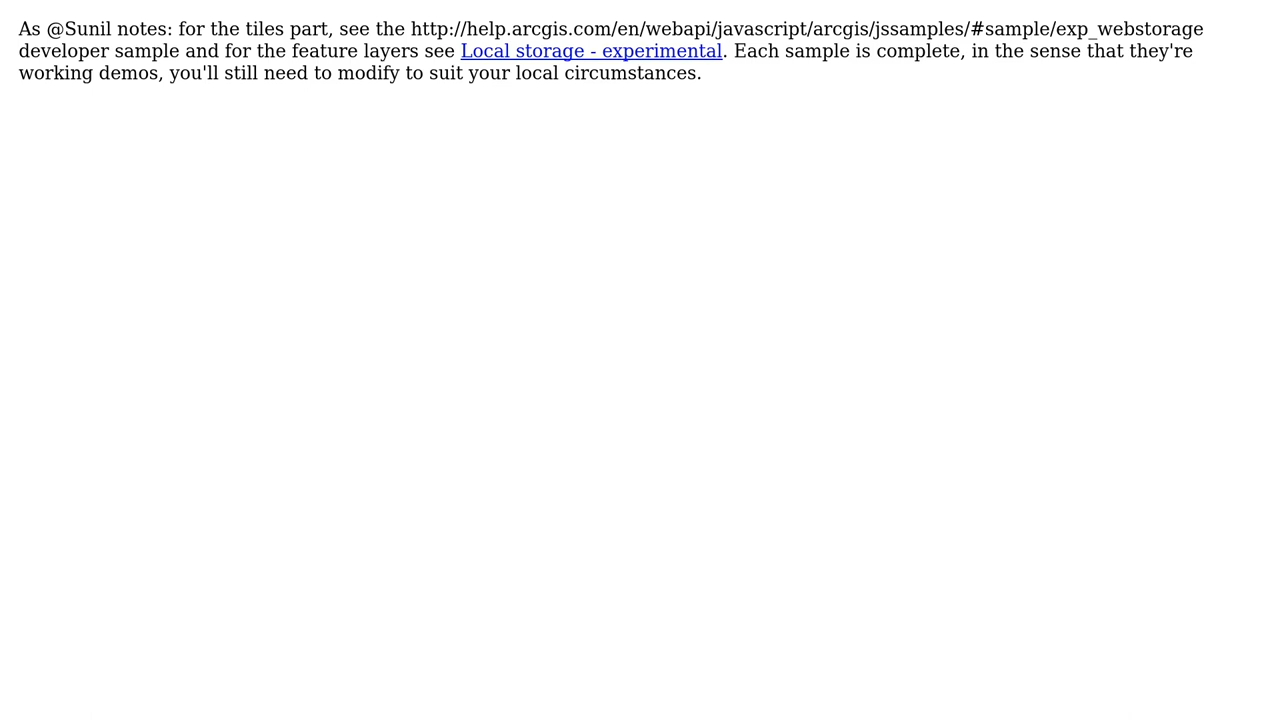 As @Sunil notes: for the tiles part, see the http://help.arcgis.com/en/webapi/javascript/arcgis/jssamples/#sample/exp_webstorage
developer sample and for the feature layers see Local storage - experimental. Each sample is complete, in the sense that they're
working demos, you'll still need to modify to suit your local circumstances.